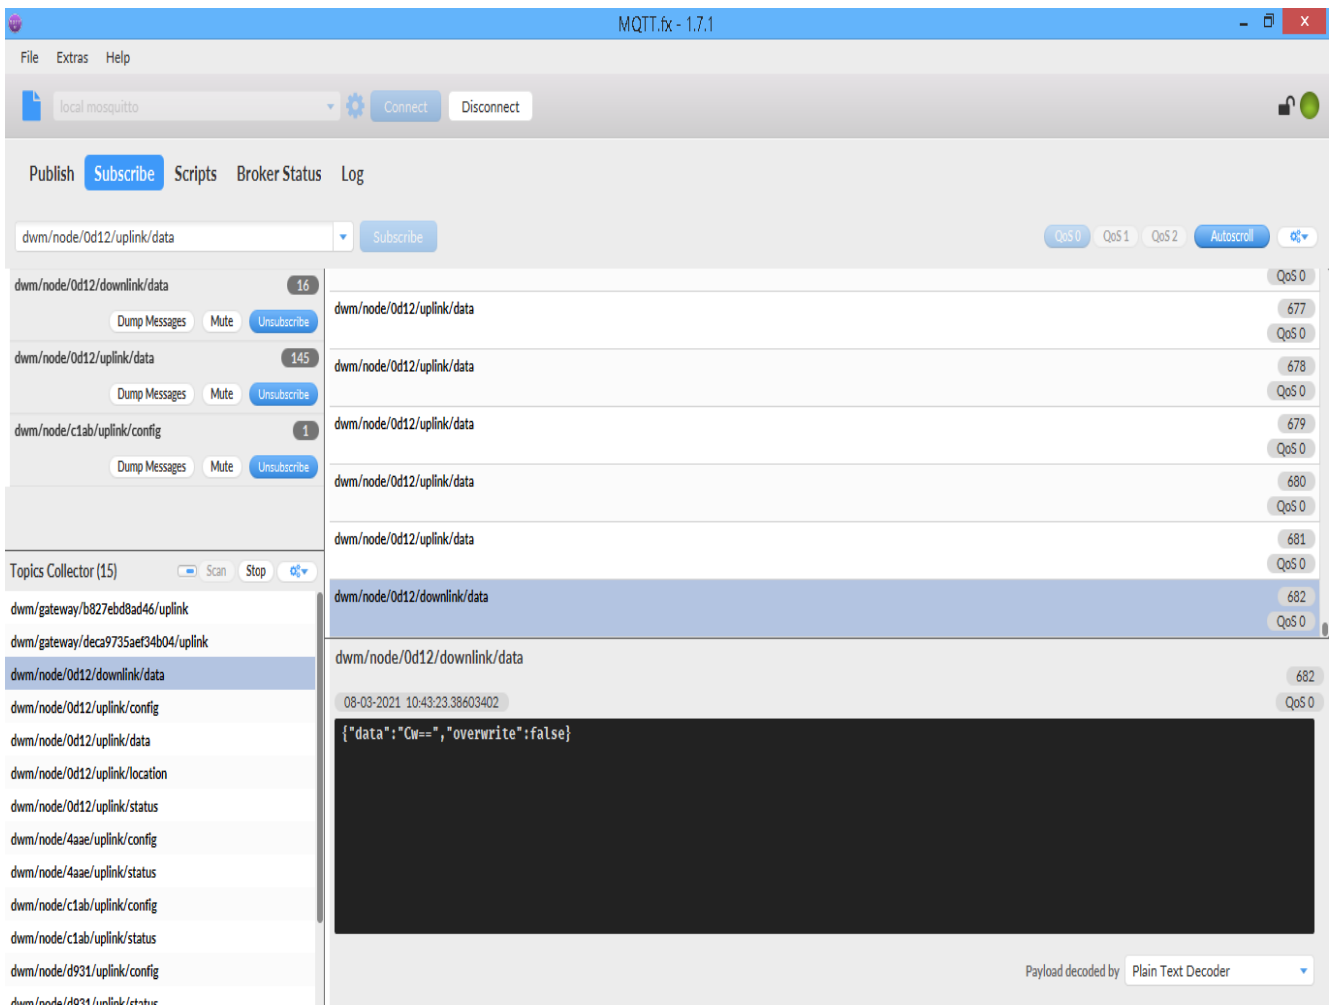 MQTT.fx - 1.7.1
File Extras Help
local mosquitto Connect Disconnect
Publish Subscribe Scripts Broker Status Log
dwm/node/0d12/uplink/data Subscribe QoS 0 QoS 1 QoS 2 Autoscroll
dwm/node/0d12/downlink/data 16
Dump Messages Mute Unsubscribe
dwm/node/0d12/uplink/data 145
Dump Messages Mute Unsubscribe
dwm/node/c1ab/uplink/config 1
Dump Messages Mute Unsubscribe
Topics Collector (15) Scan Stop
dwm/gateway/b827ebd8ad46/uplink
dwm/gateway/deca9735aef34b04/uplink
dwm/node/0d12/downlink/data
dwm/node/0d12/uplink/config
dwm/node/0d12/uplink/data
dwm/node/0d12/uplink/location
dwm/node/0d12/uplink/status
dwm/node/4aae/uplink/config
dwm/node/4aae/uplink/status
dwm/node/c1ab/uplink/config
dwm/node/c1ab/uplink/status
dwm/node/d931/uplink/config
dwm/node/d931/uplink/status
QoS 0
dwm/node/0d12/uplink/data 677
QoS 0
dwm/node/0d12/uplink/data 678
QoS 0
dwm/node/0d12/uplink/data 679
QoS 0
dwm/node/0d12/uplink/data 680
QoS 0
dwm/node/0d12/uplink/data 681
QoS 0
dwm/node/0d12/downlink/data 682
QoS 0
dwm/node/0d12/downlink/data
682
08-03-2021 10:43:23.38603402 QoS 0
{"data":"Cw==","overwrite":false}
Payload decoded by Plain Text Decoder